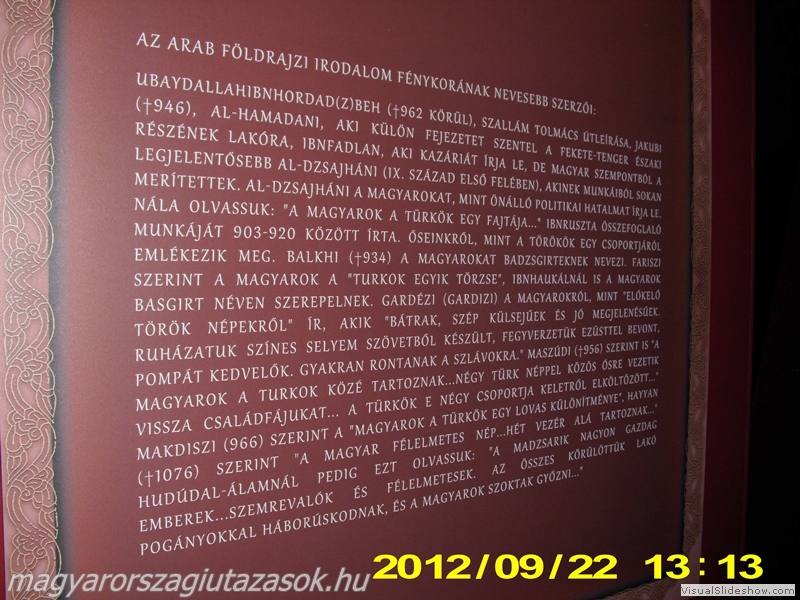 AZ ARAB FÖLDRAJZI IRODALOM FÉNYKORÁNAK NEVESEBB SZERZŐI:
UBAYDALLAHIBNHORDAD(Z)BEH (†962 KÖRÜL), SZALLÁM TOLMÁCS ÚTLEÍRÁSA, JAKUBI
(†946), AL-HAMADANI, AKI KÜLÖN FEJEZETET SZENTEL A FEKETE-TENGER ÉSZAKI
RÉSZÉNEK LAKÓRA, IBNFADLAN, AKI KAZÁRIÁT ÍRJA LE, DE MAGYAR SZEMPONTBÓL A
LEGJELENTŐSEBB AL-DZSAJHÁNI (IX. SZÁZAD ELSŐ FELÉBEN), AKINEK MUNKÁIBÓL SOKAN
MERÍTETTEK. AL-DZSAJHÁNI A MAGYAROKAT, MINT ÖNÁLLÓ POLITIKAI HATALMAT ÍRJA LE.
NÁLA OLVASSUK: "A MAGYAROK A TÜRKÖK EGY FAJTÁJA..." IBNRUSZTA ÖSSZEFOGLALÓ
MUNKÁJÁT 903-920 KÖZÖTT ÍRTA. ŐSEINKRŐL, MINT A TÖRÖKÖK EGY CSOPORTJÁRÓL
EMLÉKEZIK MEG. BALKHI (†934) A MAGYAROKAT BADZSGIRTEKNEK NEVEZI. FARISZI
SZERINT A MAGYAROK A "TURKOK EGYIK TÖRZSE", IBNHAUKÁLNÁL IS A MAGYAROK
BASGIRT NÉVEN SZEREPELNEK. GARDÉZI (GARDIZI) A MAGYAROKRÓL, MINT "ELŐKELŐ
TÖRÖK NÉPEKRŐL" ÍR, AKIK "BÁTRAK, SZÉP KÜLSEJŰEK ÉS JÓ MEGJELENÉSŰEK.
RUHÁZATUK SZÍNES SELYEM SZÖVETBŐL KÉSZÜLT, FEGYVERZETÜK EZÜSTTEL BEVONT,
POMPÁT KEDVELŐK. GYAKRAN RONTANAK A SZLÁVOKRA." MASZÚDI (†956) SZERINT IS "A
MAGYAROK A TURKOK KÖZÉ TARTOZNAK...NÉGY TÜRK NÉPPEL KÖZÖS ŐSRE VEZETIK
VISSZA CSALÁDFÁJUKAT... A TÜRKÖK E NÉGY CSOPORTJA KELETRŐL ELKÖLTÖZÖTT..."
MAKDISZI (966) SZERINT A "MAGYAROK A TÜRKÖK EGY LOVAS KÜLÖNÍTMÉNYE", HAYYAN
(†1076) SZERINT "A MAGYAR FÉLELMETES NÉP...HÉT VEZÉR ALÁ TARTOZNAK..."
HUDÚDAL-ÁLAMNÁL PEDIG EZT OLVASSUK: "A MADZSARIK NAGYON GAZDAG
EMBEREK...SZEMREVALÓK ÉS FÉLELMETESEK. AZ ÖSSZES KÖRÜLÖTTÜK LAKÓ
POGÁNYOKKAL HÁBORÚSKODNAK, ÉS A MAGYAROK SZOKTAK GYŐZNI..."
2012/09/22 13:13
magyarorszagiutazasok.hu
VisualSlideshow.com